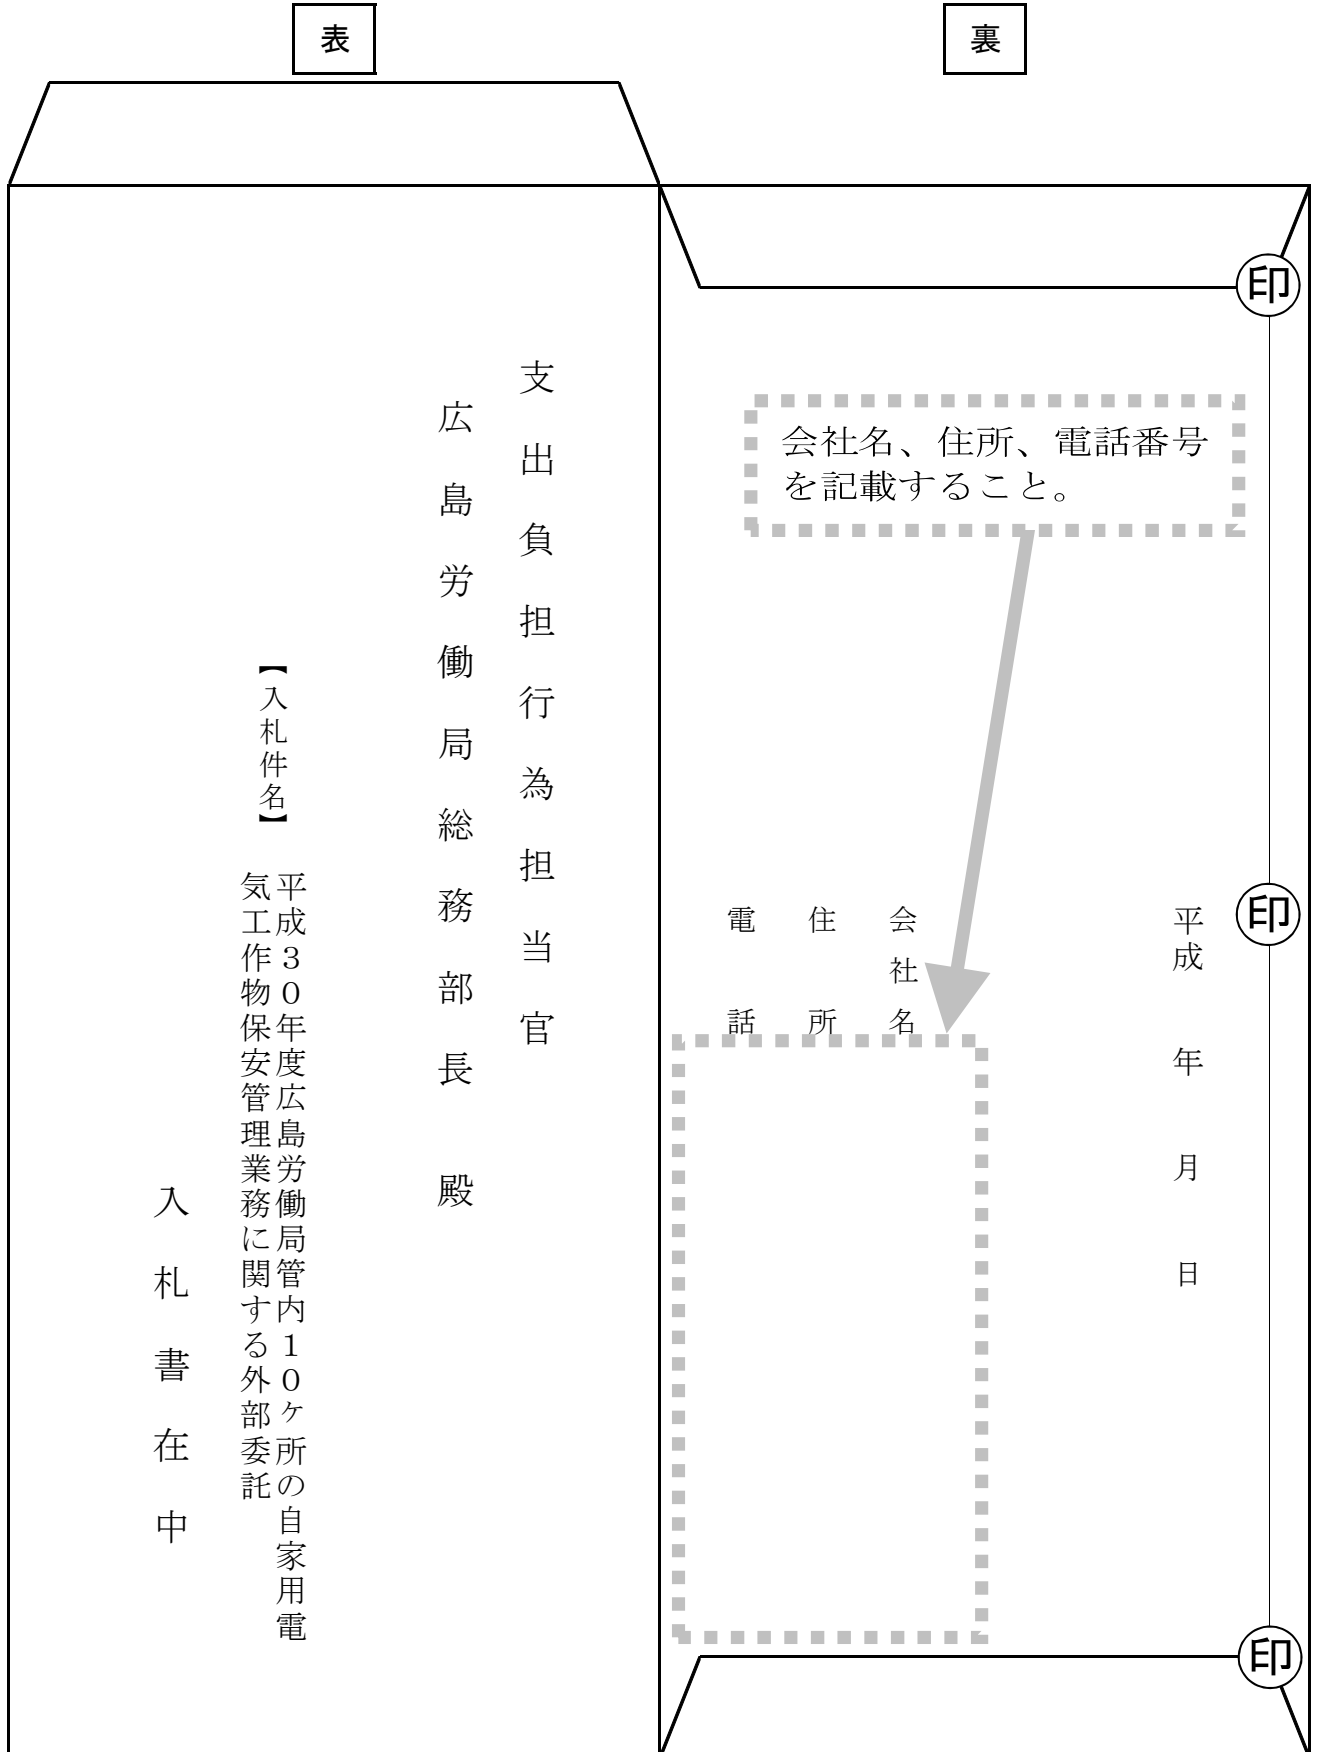 表
支出負担行為担当官
広島労働局総務部長　殿
【入札件名】
平成３０年度広島労働局管内１０ケ所の自家用電
気工作物保安管理業務に関する外部委託
入札書在中
裏
印
会社名、住所、電話番号
を記載すること。
印
平成　年　月　日
会社名
住所
電話
印